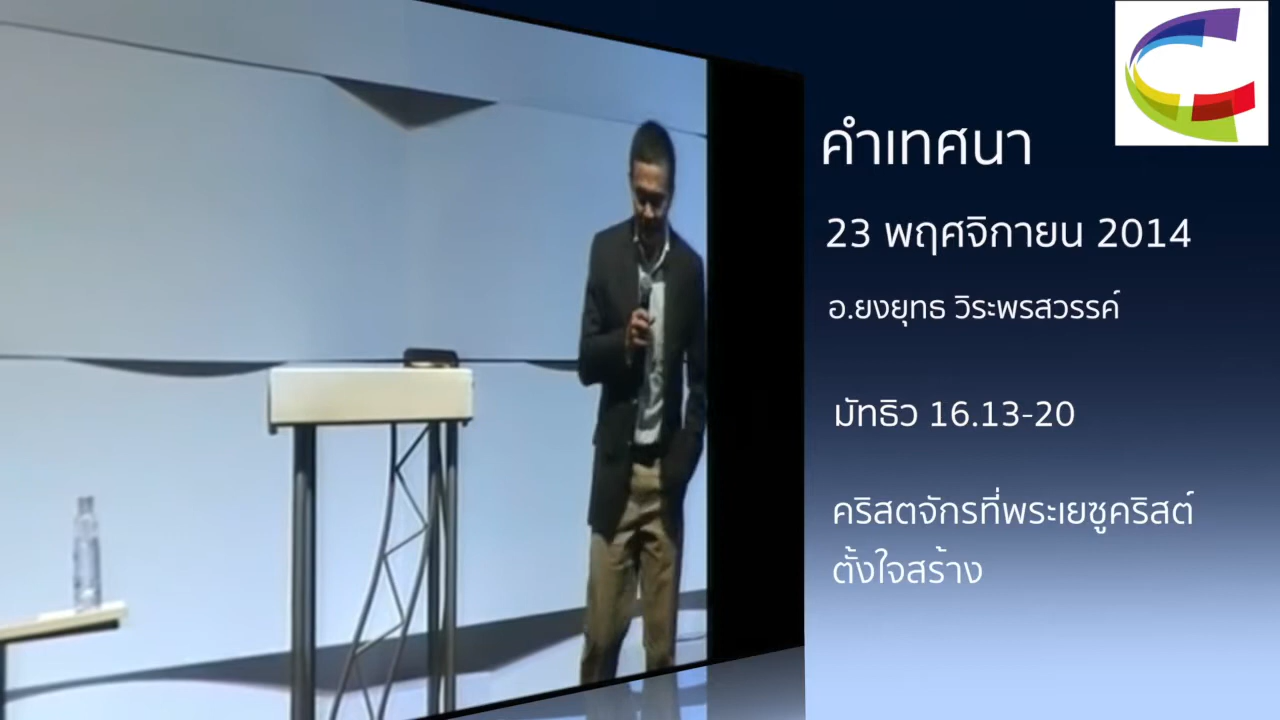 คำเทศนา
23 พฤศจิกายน 2014
อ.ยงยุทธ วิระพรสวรรค์
มัทธิว 16.13-20
คริสตจักรที่พระเยซูคริสต์
ตั้งใจสร้าง